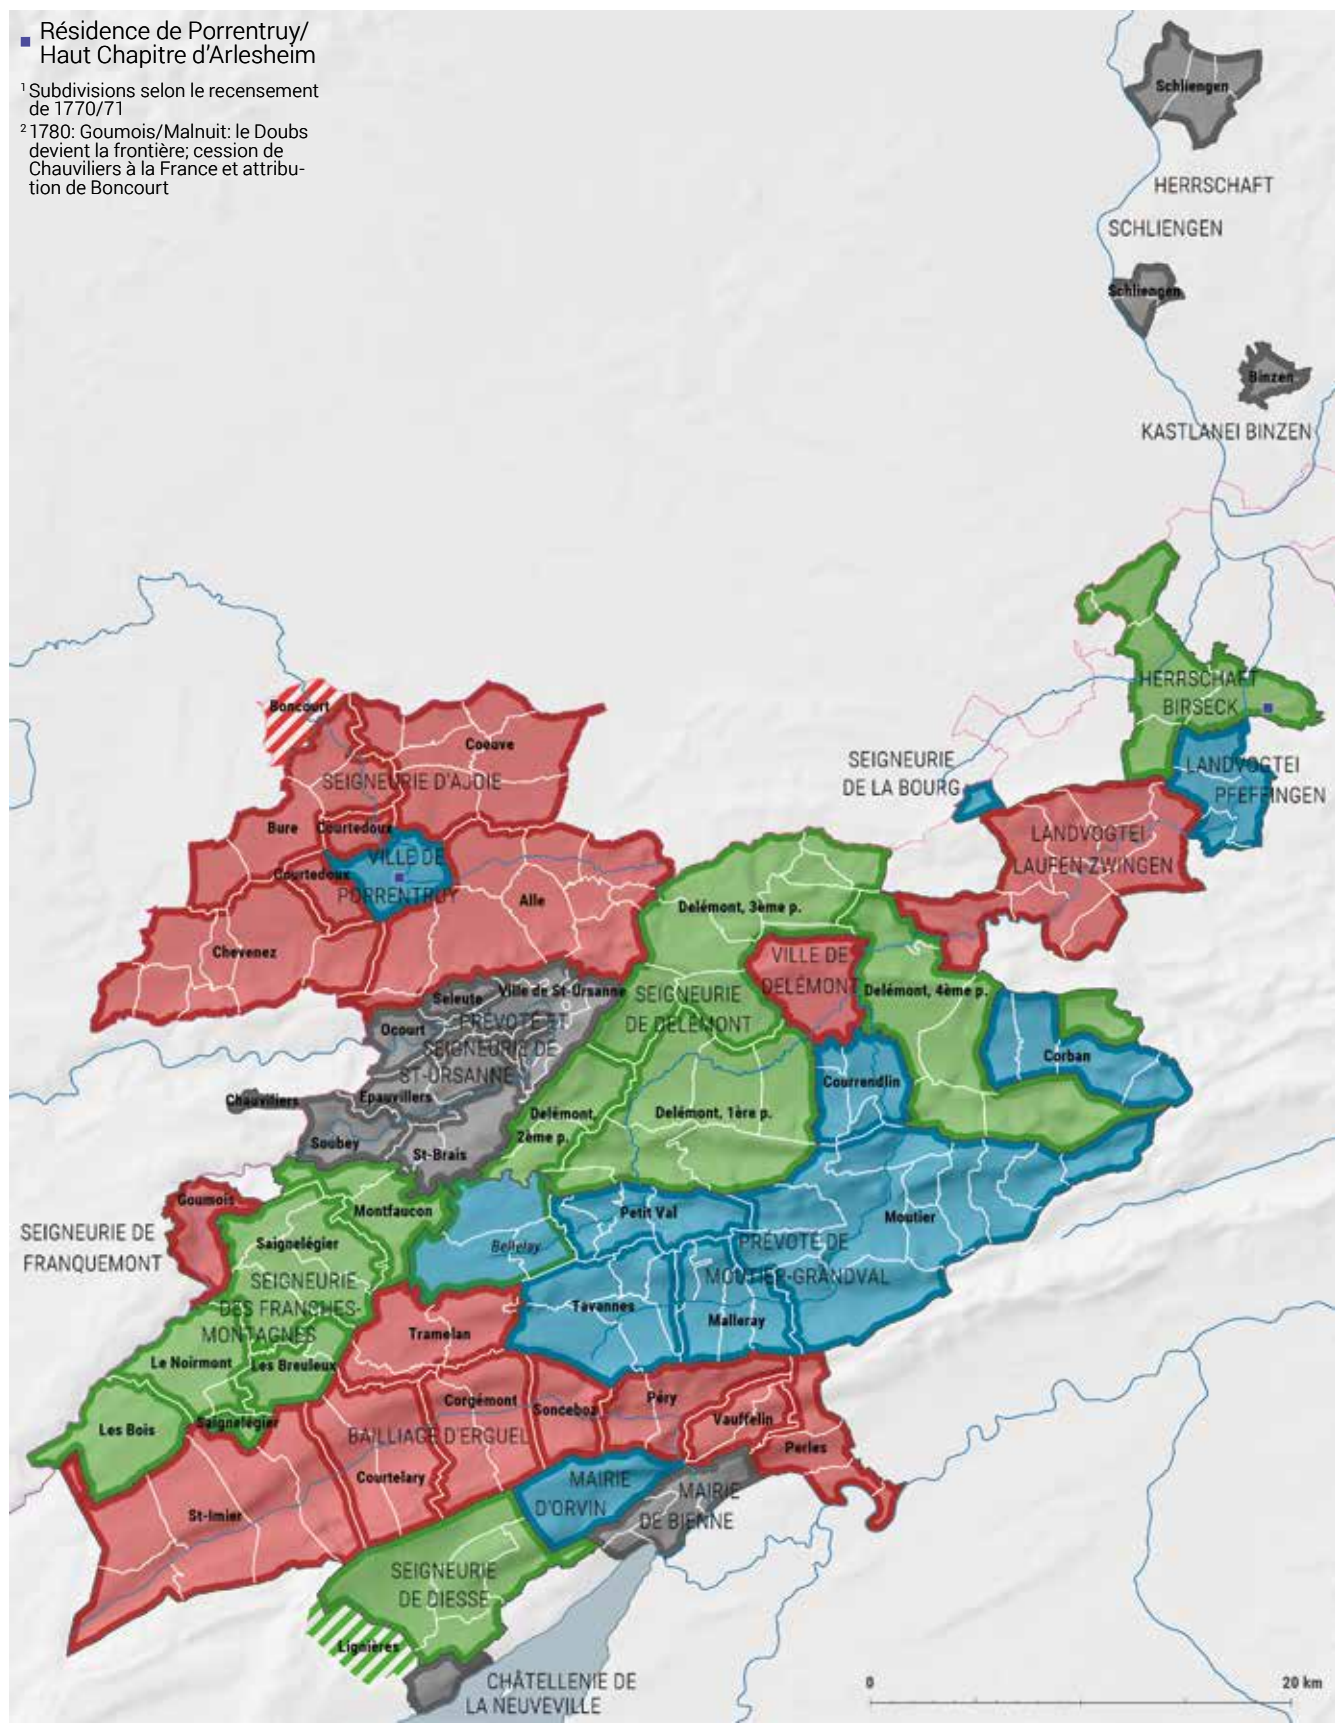 Résidence de Porrentruy/
Haut Chapitre d'Arlesheim
1 Subdivisions selon le recensement
de 1770/71
2 1780: Goumois/Malnuit: le Doubs
devient la frontière; cession de
Chauviliers à la France et attribu-
tion de Boncourt
Schliengen
HERRSCHAFT
SCHLIENGEN
Schliengen
Binzen
KASTLANEI BINZEN
HERRSCHAFT
BIRSECK
Boncourt
Coeuve
SEIGNEURIE D'AJOIE
SEIGNEURIE
DE LA BOURG
LANDVOGTEI
PFEFFINGEN
Bure
Courtedoux
LANDVOGTEI
LAUFEN-ZWINGEN
VILLE DE
PORRENTRUY
Courtedoux
Alle
Delémont, 3ème p.
Chevenez
VILLE DE
DELÉMONT
Seleute
Ville de St-Ursanne
SEIGNEURIE
DE DELÉMONT
Delémont, 4ème p.
Ocourt
PRÉVÔTÉ ET
SEIGNEURIE DE
ST-URSANNE
Corban
Courrendlin
Chauviliers
Epauvillers
Delémont,
2ème p.
Delémont, 1ère p.
Soubey
St-Brais
Goumois
Montfaucon
Petit Val
Moutier
SEIGNEURIE DE
FRANQUEMONT
Saignelégier
Bellelay
PRÉVÔTÉ DE
MOUTIER-GRANDVAL
SEIGNEURIE
DES FRANCHES-
MONTAGNES
Tavannes
Malleray
Tramelan
Le Noirmont
Les Breuleux
Les Bois
Saignelégier
Corgémont
Sonceboz
Péry
Vauffelin
BAILLIAGE D'ERGUEL
Perles
Courtelary
St-Imier
MAIRIE
D'ORVIN
MAIRIE
DE BIENNE
SEIGNEURIE
DE DIESSE
Lignières
CHÂTELLENIE DE
LA NEUVEVILLE
0
20 km